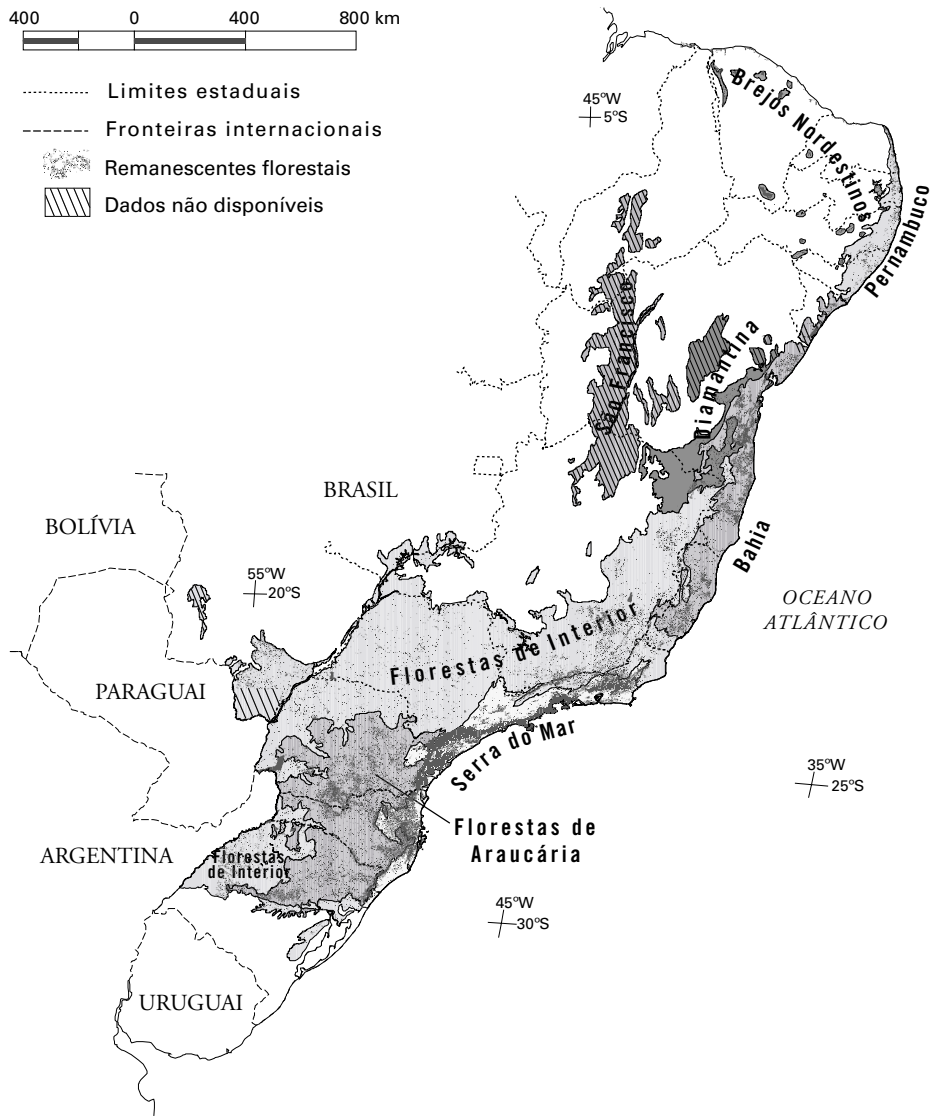 400 0 400 800 km
Limites estaduais
Fronteiras internacionais
Remanescentes florestais
Dados não disponíveis
45ºW
5ºS
Brejos Nordestinos
Pernambuco
São Francisco
Diamantina
BRASIL
BOLÍVIA
Bahia
55ºW
20ºS
OCEANO
ATLÂNTICO
Florestas de Interior
PARAGUAI
Serra do Mar
35ºW
25ºS
Florestas de
Araucária
ARGENTINA
Florestas
de Interior
45ºW
30ºS
URUGUAI